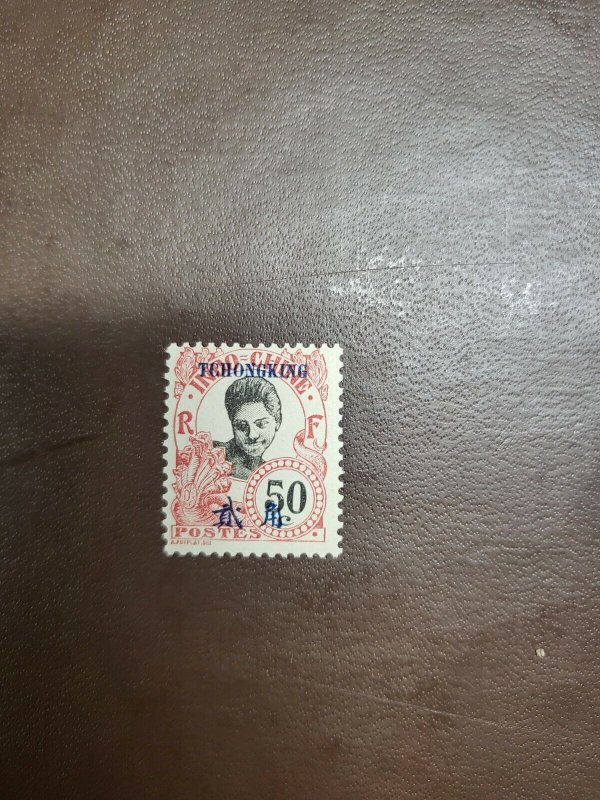 TCHONGKING
INDO-CHINE
R F
50
貳 角
POSTES